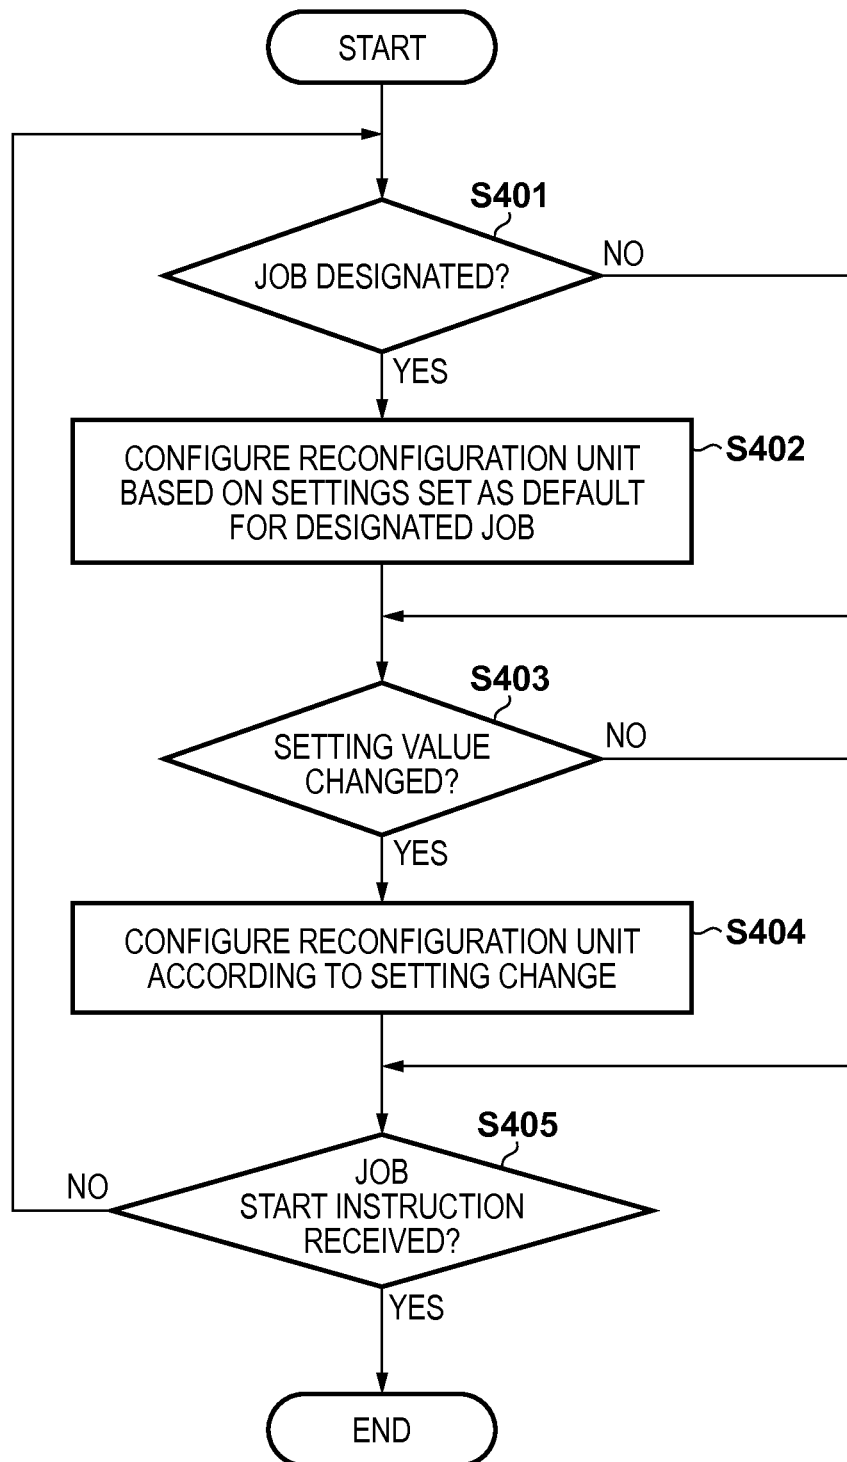 START
S401
JOB DESIGNATED?
NO
YES
CONFIGURE RECONFIGURATION UNIT
BASED ON SETTINGS SET AS DEFAULT
FOR DESIGNATED JOB
S402
S403
SETTING VALUE
CHANGED?
NO
YES
CONFIGURE RECONFIGURATION UNIT
ACCORDING TO SETTING CHANGE
S404
S405
JOB
START INSTRUCTION
RECEIVED?
NO
YES
END